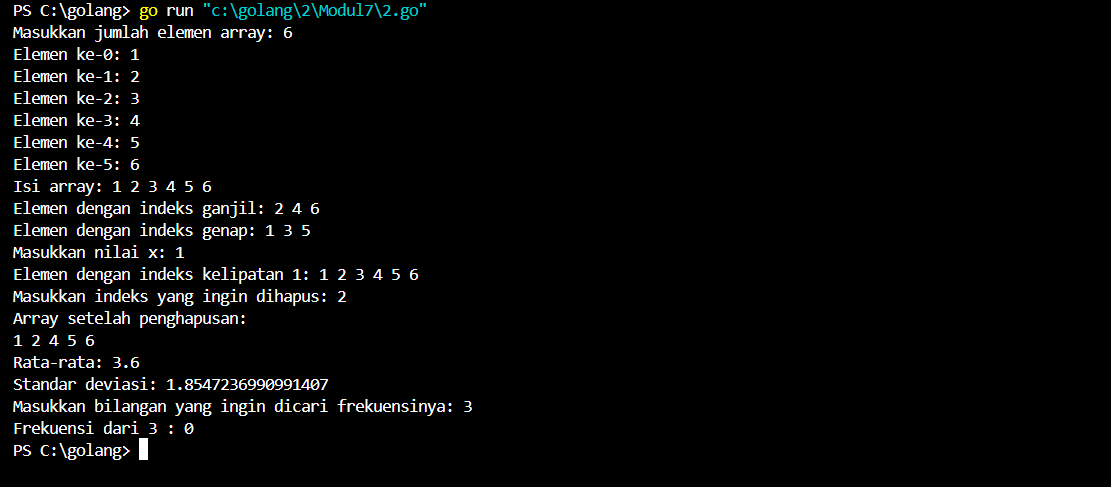 PS C:\golang> go run "c:\golang\2\Modul7\2.go"
Masukkan jumlah elemen array: 6
Elemen ke-0: 1
Elemen ke-1: 2
Elemen ke-2: 3
Elemen ke-3: 4
Elemen ke-4: 5
Elemen ke-5: 6
Isi array: 1 2 3 4 5 6
Elemen dengan indeks ganjil: 2 4 6
Elemen dengan indeks genap: 1 3 5
Masukkan nilai x: 1
Elemen dengan indeks kelipatan 1: 1 2 3 4 5 6
Masukkan indeks yang ingin dihapus: 2
Array setelah penghapusan:
1 2 4 5 6
Rata-rata: 3.6
Standar deviasi: 1.8547236990991407
Masukkan bilangan yang ingin dicari frekuensinya: 3
Frekuensi dari 3 : 0
PS C:\golang>